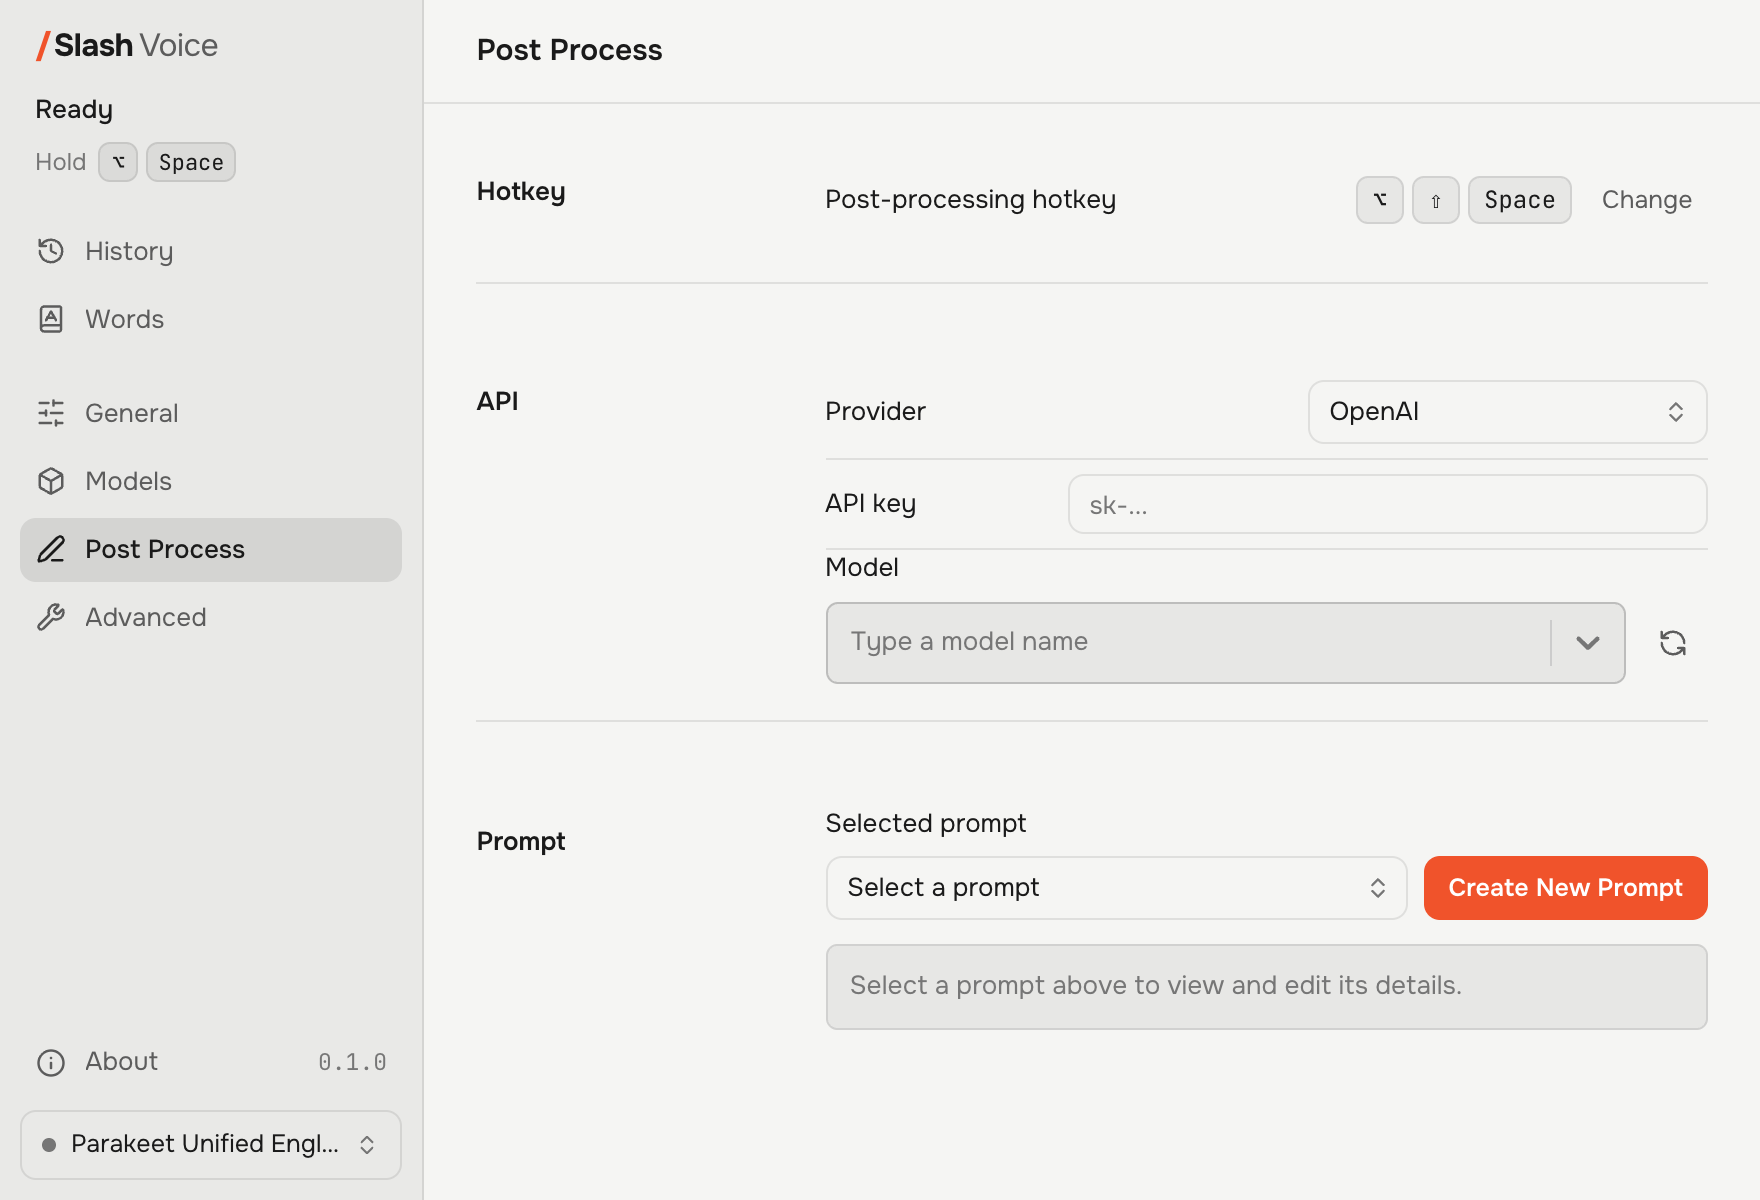 /Slash Voice
Ready
Hold ⌥ Space
History
Words
General
Models
Post Process
Advanced
About 0.1.0
Parakeet Unified Engl...
Post Process
Hotkey
Post-processing hotkey ⌥ ⇧ Space Change
API
Provider OpenAI
API key sk-...
Model
Type a model name
Prompt
Selected prompt
Select a prompt Create New Prompt
Select a prompt above to view and edit its details.